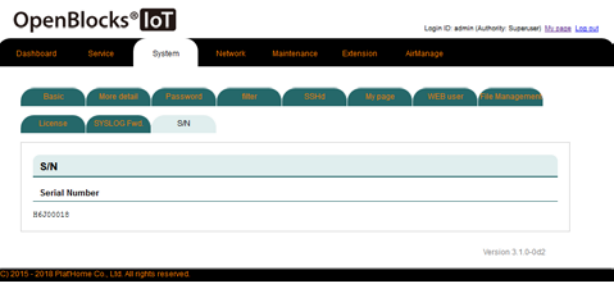 OpenBlocks® IoT
Login ID: admin (Authority: Superuser) My page Log out
Dashboard Service System Network Maintenance Extension AirManage
Basic More detail Password filter SSHd My page WEB user File Management
License SYSLOG Fwd S/N
S/N
Serial Number
H6J00018
Version 3.1.0-0d2
C) 2015 - 2018 Plat'Home Co., Ltd. All rights reserved.